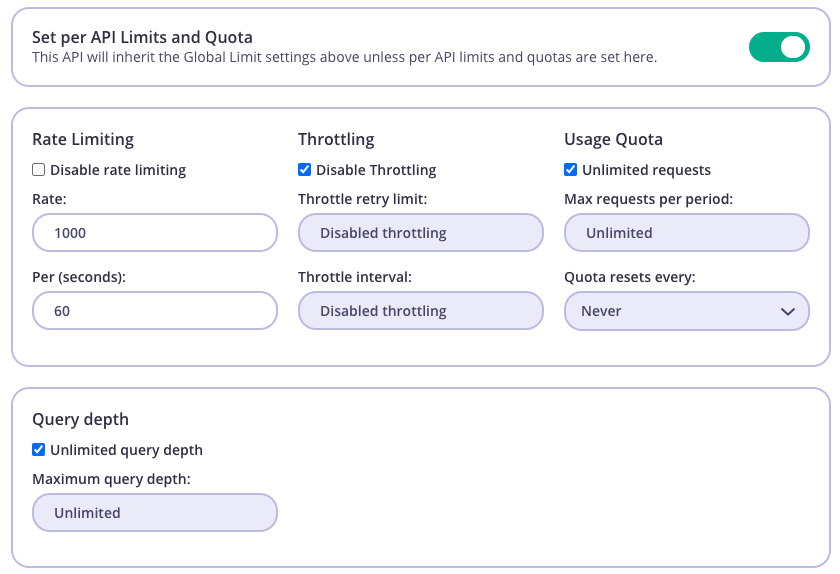 Set per API Limits and Quota
This API will inherit the Global Limit settings above unless per API limits and quotas are set here.
Rate Limiting
Disable rate limiting
Rate:
1000
Per (seconds):
60
Throttling
Disable Throttling
Throttle retry limit:
Disabled throttling
Throttle interval:
Disabled throttling
Usage Quota
Unlimited requests
Max requests per period:
Unlimited
Quota resets every:
Never
Query depth
Unlimited query depth
Maximum query depth:
Unlimited